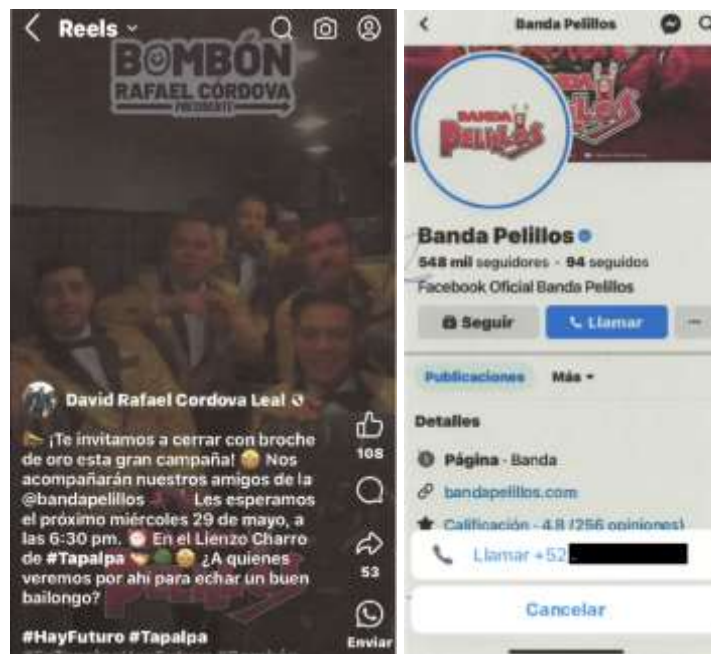 Reels
BOMBÓN
RAFAEL CÓRDOVA
PRESIDENTE
David Rafael Cordova Leal
¡Te invitamos a cerrar con broche
de oro esta gran campaña! 🤩 Nos
acompañarán nuestros amigos de la
@bandapelillos Les esperamos
el próximo miércoles 29 de mayo, a
las 6:30 pm. ⏰ En el Lienzo Charro
de #Tapalpa ¿A quienes
veremos por ahí para echar un buen
bailongo?
#HayFuturo #Tapalpa
108
53
Enviar
Banda Pelillos
BANDA
PELILLOS
BANDA
Banda Pelillos
548 mil seguidores - 94 seguidos
Facebook Oficial Banda Pelillos
Seguir
Llamar
Publicaciones
Más
Detalles
Página - Banda
bandapelillos.com
Calificación - 4.8 (256 opiniones)
Llamar +52
Cancelar